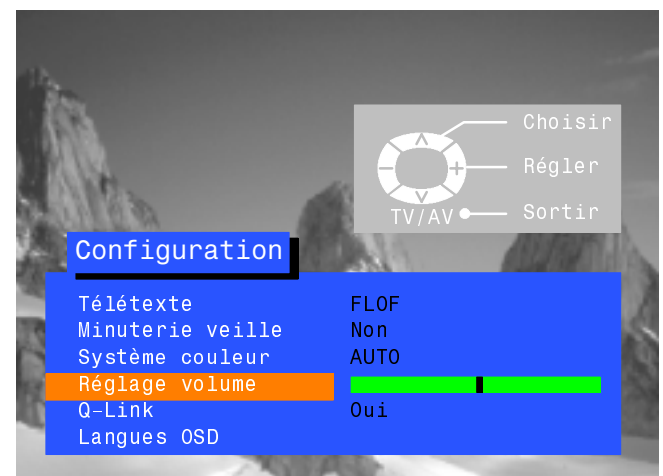 Choisir
Régler
TV/AV Sortir
Configuration
Télétexte FLOF
Minuterie veille Non
Système couleur AUTO
Réglage volume
Q-Link Oui
Langues OSD